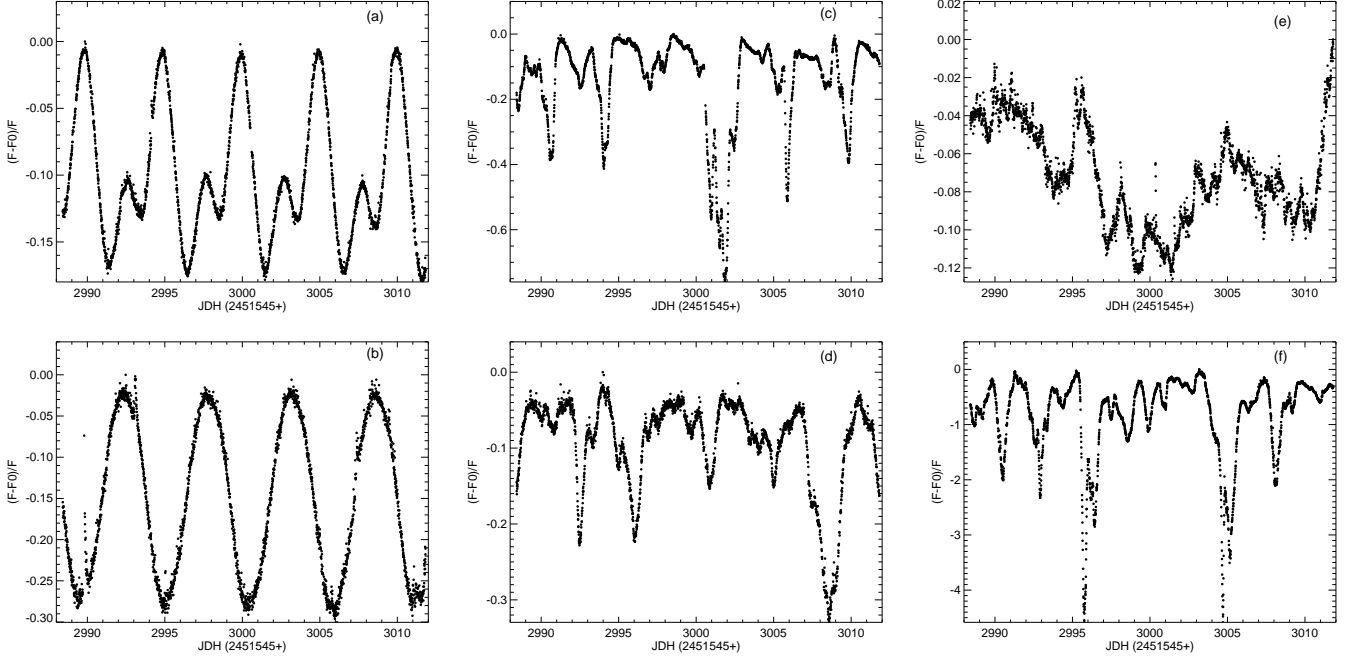 (a)
(F-F0)/F
0.00
-0.05
-0.10
-0.15
2990 2995 3000 3005 3010
JDH (2451545+)
(c)
(F-F0)/F
0.0
-0.2
-0.4
-0.6
2990 2995 3000 3005 3010
JDH (2451545+)
(e)
(F-F0)/F
0.02
0.00
-0.02
-0.04
-0.06
-0.08
-0.10
-0.12
2990 2995 3000 3005 3010
JDH (2451545+)
(b)
(F-F0)/F
0.00
-0.05
-0.10
-0.15
-0.20
-0.25
-0.30
2990 2995 3000 3005 3010
JDH (2451545+)
(d)
(F-F0)/F
0.0
-0.1
-0.2
-0.3
2990 2995 3000 3005 3010
JDH (2451545+)
(f)
(F-F0)/F
0
-1
-2
-3
-4
2990 2995 3000 3005 3010
JDH (2451545+)